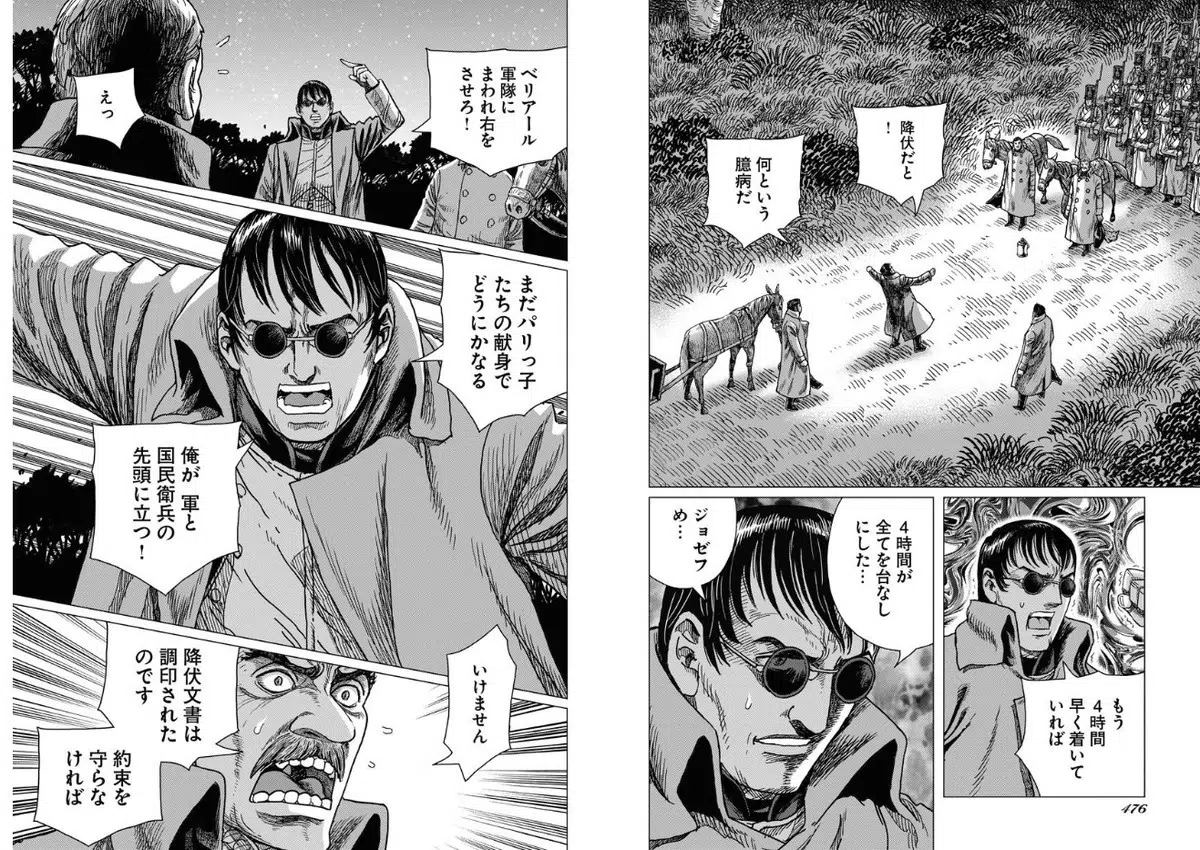 降伏だと
!
何という
臆病だ
もう
4時間
早く着いて
いれば
4時間が
全てを台なし
にした…
ジョゼフ
め…
476
ベリアール
軍隊に
まわれ右を
させろ!
えっ
まだパリっ子
たちの献身で
どうにかなる
俺が 軍と
国民衛兵の
先頭に立つ!
いけません
降伏文書は
調印された
のです
約束を
守らな
ければ